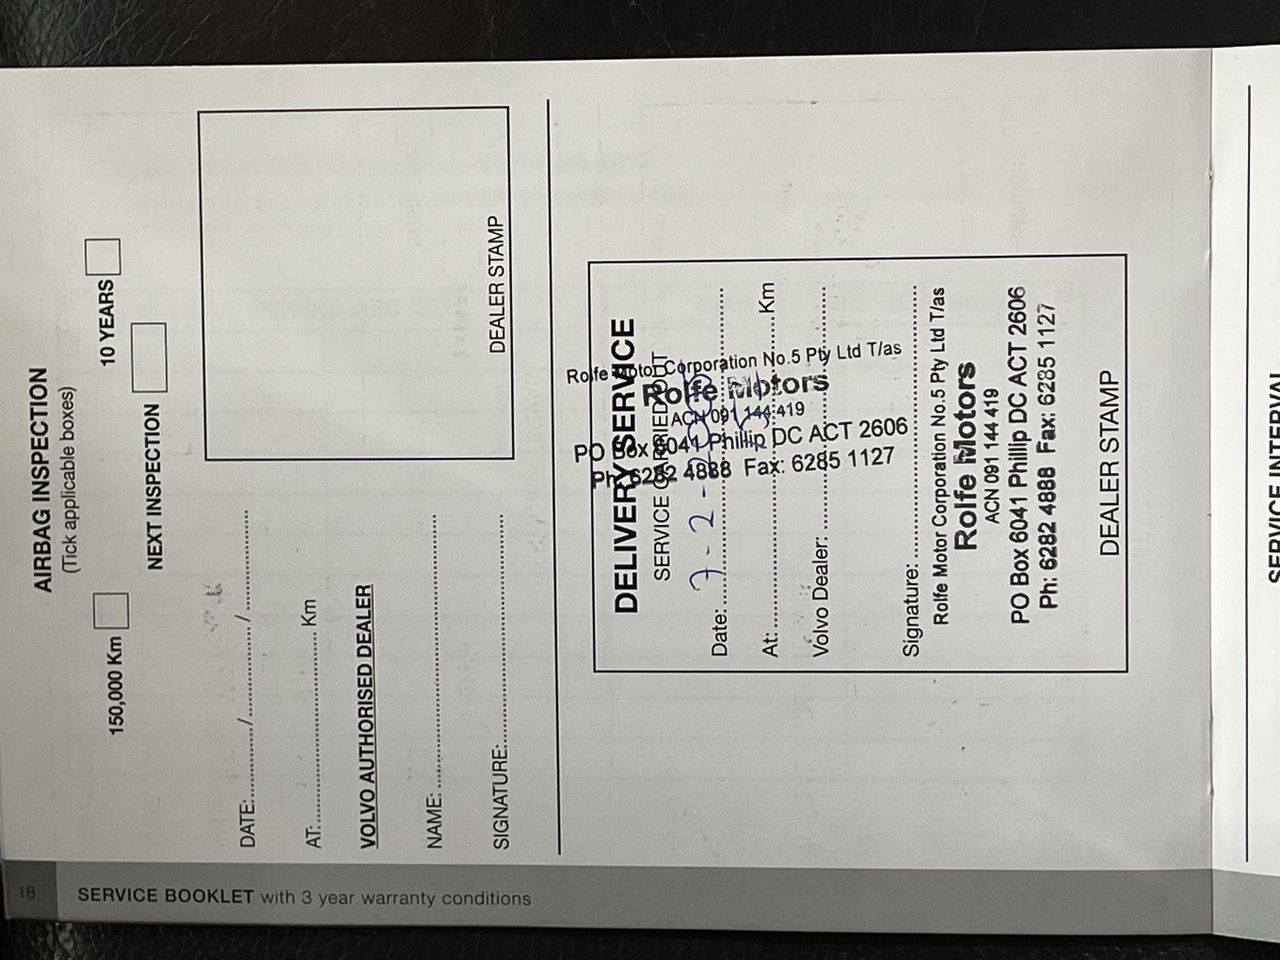 AIRBAG INSPECTION
(Tick applicable boxes)
150,000 Km 10 YEARS
NEXT INSPECTION
DATE:............/............/............
AT:........................ Km
VOLVO AUTHORISED DEALER
NAME: ........................
SIGNATURE:........................
DEALER STAMP
DELIVERY SERVICE
SERVICE CARRIED OUT
Date: 7-2-
At: ........................ Km
Volvo Dealer: ........................
Signature: ........................
Rolfe Motor Corporation No.5 Pty Ltd T/as
Rolfe Motors
ACN 091 144 419
PO Box 6041 Phillip DC ACT 2606
Ph: 6282 4888 Fax: 6285 1127
Rolfe Motor Corporation No.5 Pty Ltd T/as
Rolfe Motors
ACN 091 144 419
PO Box 6041 Phillip DC ACT 2606
Ph: 6282 4888 Fax: 6285 1127
DEALER STAMP
18
SERVICE BOOKLET with 3 year warranty conditions
SERVICE INTERVAL